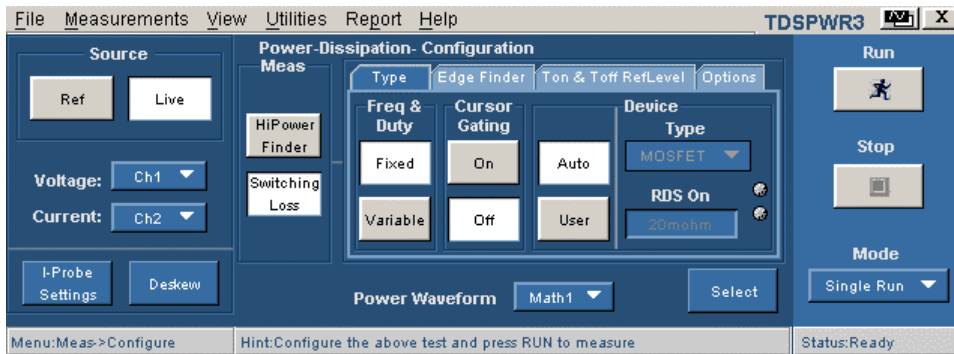 File Measurements View Utilities Report Help
TDSPWR3
X
Source
Ref
Live
Voltage:
Ch1
Current:
Ch2
I-Probe
Settings
Deskew
Power-Dissipation- Configuration
Meas
HiPower
Finder
Switching
Loss
Type
Edge Finder
Ton & Toff RefLevel
Options
Freq &
Duty
Fixed
Variable
Cursor
Gating
On
Off
Auto
User
Device
Type
MOSFET
RDS On
20mohm
Power Waveform
Math1
Select
Run
Stop
Mode
Single Run
Menu:Meas->Configure
Hint:Configure the above test and press RUN to measure
Status:Ready